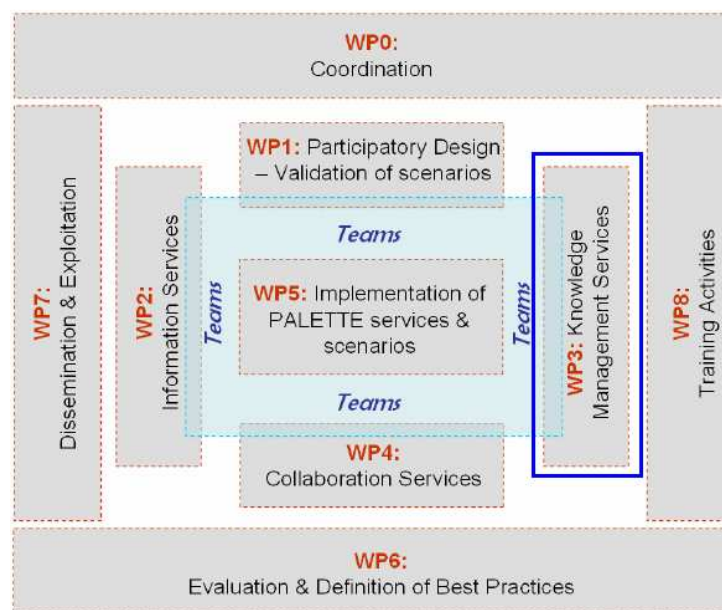 WP0:
Coordination
WP7:
Dissemination & Exploitation
WP2:
Information Services
WP1: Participatory Design
– Validation of scenarios
Teams
Teams
WP5: Implementation of
PALETTE services &
scenarios
Teams
Teams
WP4:
Collaboration Services
WP3: Knowledge
Management Services
WP8:
Training Activities
WP6:
Evaluation & Definition of Best Practices